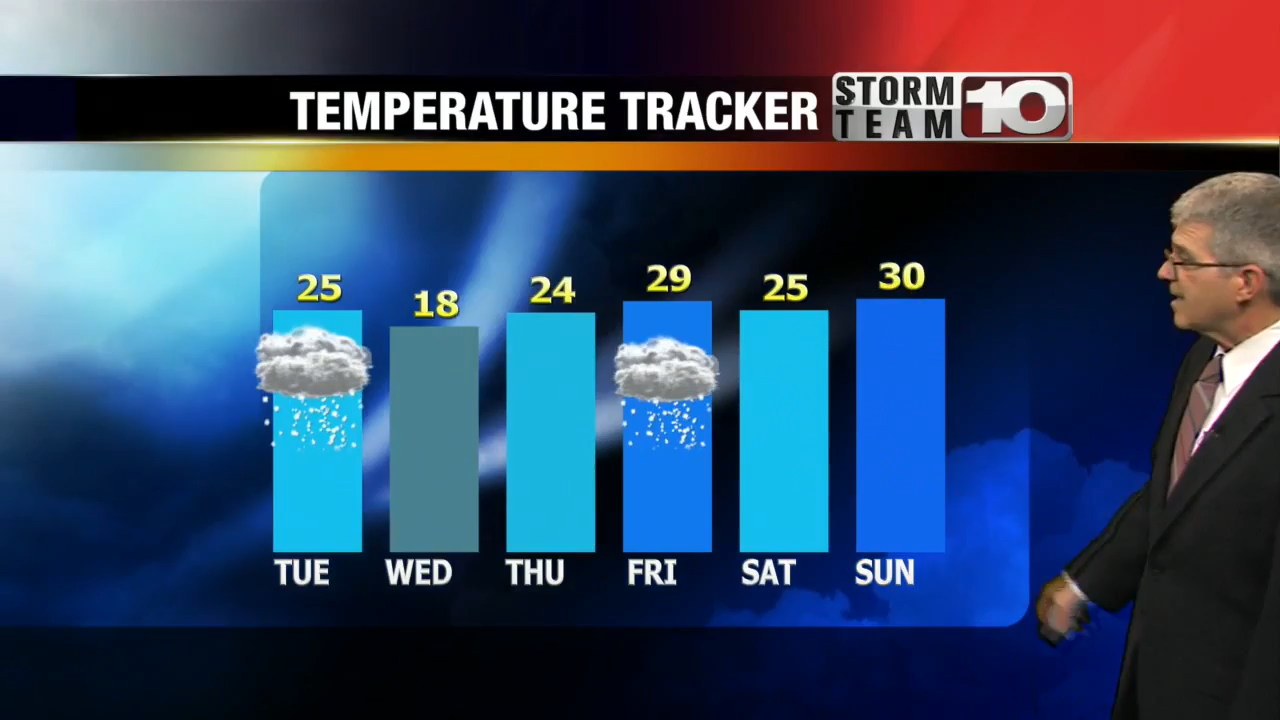 TEMPERATURE TRACKER
STORM TEAM 10
25 18 24 29 25 30
TUE WED THU FRI SAT SUN